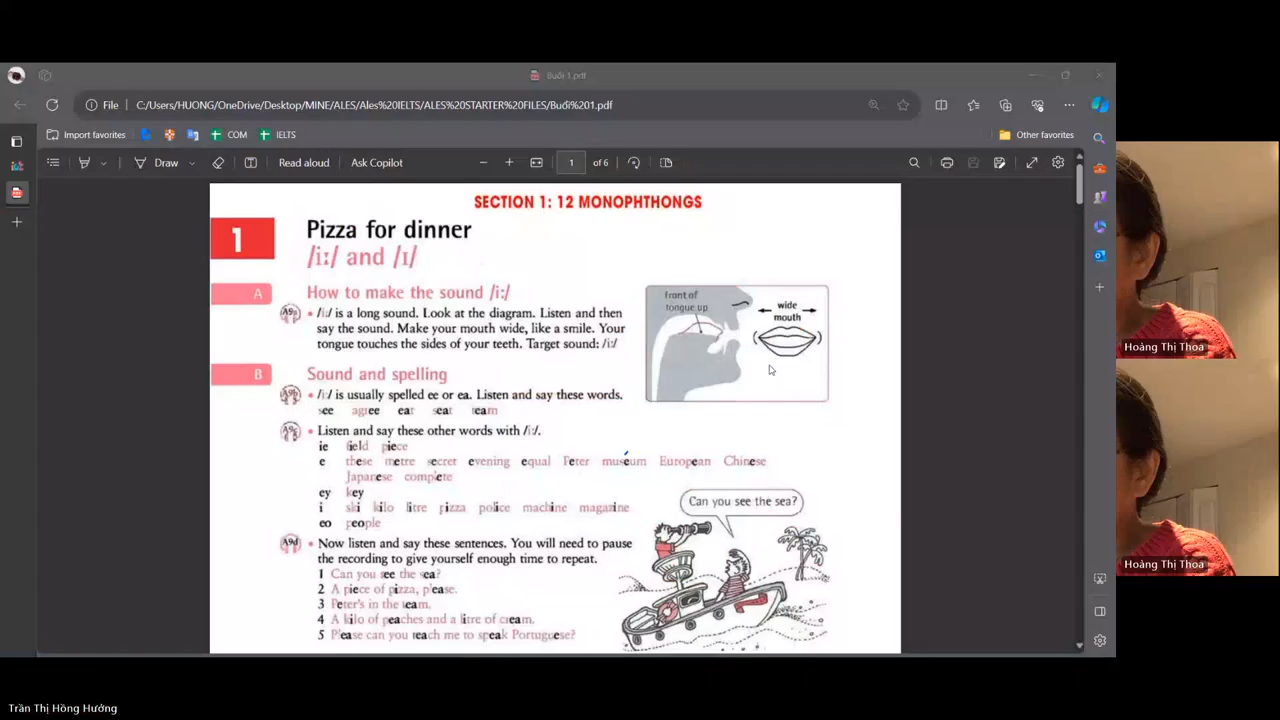 Buổi 1.pdf
File
C:/Users/HUONG/OneDrive/Desktop/MINE/ALES/Ales%20IELTS/ALES%20STARTER%20FILES/Buổi%201.pdf
Import favorites
COM
IELTS
Other favorites
Draw
Read aloud
Ask Copilot
1 of 6
SECTION 1: 12 MONOPHTHONGS
1
Pizza for dinner
/iː/ and /ɪ/
A
How to make the sound /iː/
A9a • /iː/ is a long sound. Look at the diagram. Listen and then
say the sound. Make your mouth wide, like a smile. Your
tongue touches the sides of your teeth. Target sound: /iː/
front of
tongue up
wide
mouth
B
Sound and spelling
A9b • /iː/ is usually spelled ee or ea. Listen and say these words.
see agree eat seat team
A9c • Listen and say these other words with /iː/.
ie field piece
e these metre secret evening equal Peter museum European Chinese
Japanese complete
ey key
i ski kilo litre pizza police machine magazine
eo people
Can you see the sea?
A9d • Now listen and say these sentences. You will need to pause
the recording to give yourself enough time to repeat.
1 Can you see the sea?
2 A piece of pizza, please.
3 Peter's in the team.
4 A kilo of peaches and a litre of cream.
5 Please can you teach me to speak Portuguese?
Hoàng Thị Thoa
Hoàng Thị Thoa
Trần Thị Hồng Hưởng